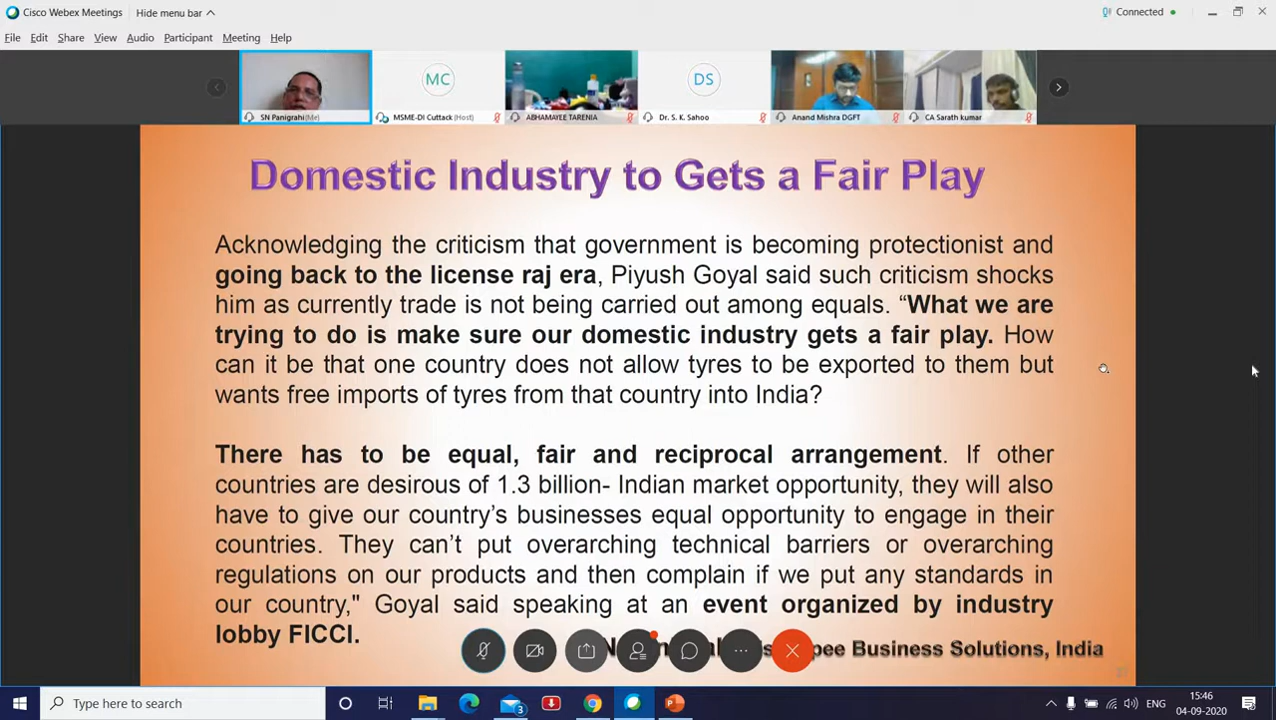 Cisco Webex Meetings
Hide menu bar
Connected
File Edit Share View Audio Participant Meeting Help
MC
DS
SN Panigrahi(Me)
MSME-DI Cuttack (Host)
ABHAMAYEE TARENIA
Dr. S. K. Sahoo
Anand Mishra DGFT
CA Sarath kumar
Domestic Industry to Gets a Fair Play
Acknowledging the criticism that government is becoming protectionist and
going back to the license raj era, Piyush Goyal said such criticism shocks
him as currently trade is not being carried out among equals. “What we are
trying to do is make sure our domestic industry gets a fair play. How
can it be that one country does not allow tyres to be exported to them but
wants free imports of tyres from that country into India?
There has to be equal, fair and reciprocal arrangement. If other
countries are desirous of 1.3 billion- Indian market opportunity, they will also
have to give our country’s businesses equal opportunity to engage in their
countries. They can’t put overarching technical barriers or overarching
regulations on our products and then complain if we put any standards in
our country," Goyal said speaking at an event organized by industry
lobby FICCI.
Business Solutions, India
Type here to search
3
ENG
15:46
04-09-2020